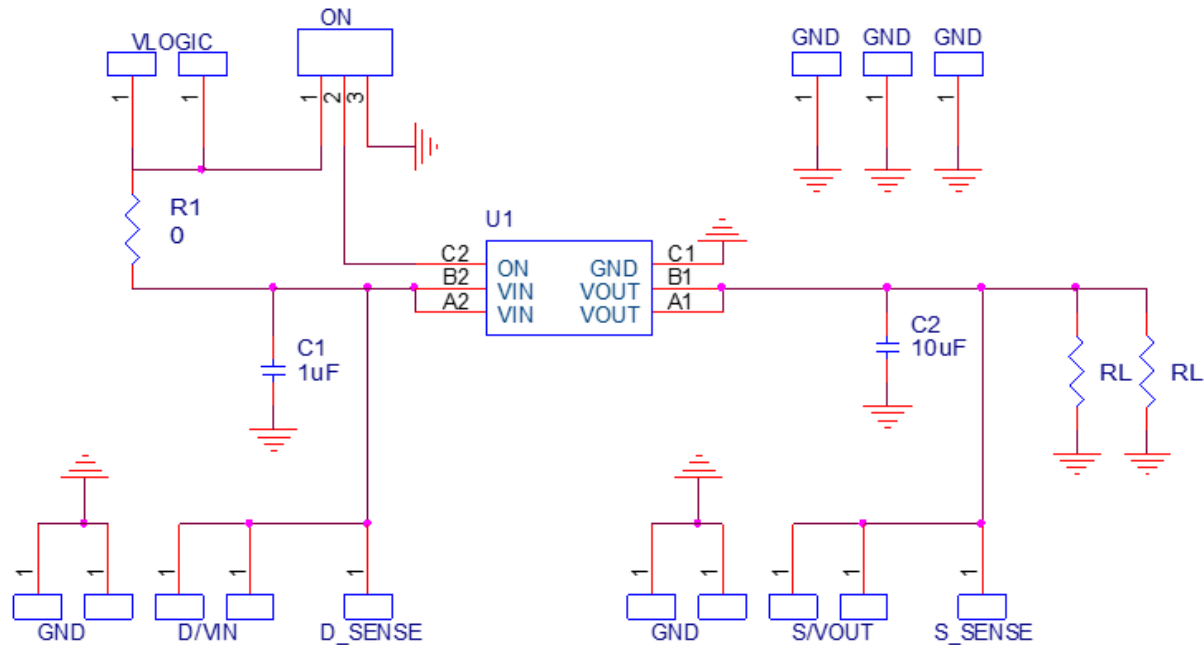 ON
VLOGIC
GND GND GND
1 1 1 2 3 1 1 1
R1
0
U1
C2 ON GND C1
B2 VIN VOUT B1
A2 VIN VOUT A1
C1
1uF
C2
10uF
RL RL
1 1 1 1 1 1 1 1 1 1
GND D/VIN D_SENSE GND S/VOUT S_SENSE